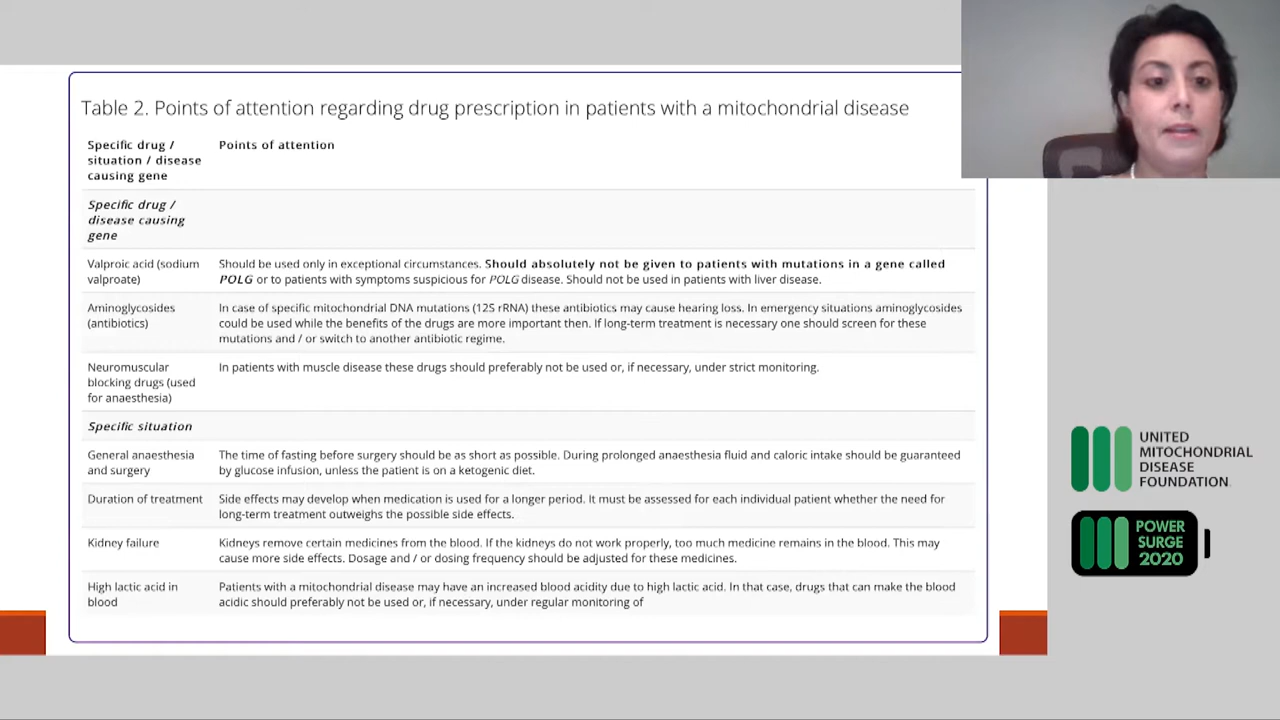 Table 2. Points of attention regarding drug prescription in patients with a mitochondrial disease
Specific drug /
situation / disease
causing gene
Points of attention
Specific drug /
disease causing
gene
Valproic acid (sodium
valproate)
Should be used only in exceptional circumstances. Should absolutely not be given to patients with mutations in a gene called
POLG or to patients with symptoms suspicious for POLG disease. Should not be used in patients with liver disease.
Aminoglycosides
(antibiotics)
In case of specific mitochondrial DNA mutations (12S rRNA) these antibiotics may cause hearing loss. In emergency situations aminoglycosides
could be used while the benefits of the drugs are more important then. If long-term treatment is necessary one should screen for these
mutations and / or switch to another antibiotic regime.
Neuromuscular
blocking drugs (used
for anaesthesia)
In patients with muscle disease these drugs should preferably not be used or, if necessary, under strict monitoring.
Specific situation
General anaesthesia
and surgery
The time of fasting before surgery should be as short as possible. During prolonged anaesthesia fluid and caloric intake should be guaranteed
by glucose infusion, unless the patient is on a ketogenic diet.
Duration of treatment
Side effects may develop when medication is used for a longer period. It must be assessed for each individual patient whether the need for
long-term treatment outweighs the possible side effects.
Kidney failure
Kidneys remove certain medicines from the blood. If the kidneys do not work properly, too much medicine remains in the blood. This may
cause more side effects. Dosage and / or dosing frequency should be adjusted for these medicines.
High lactic acid in
blood
Patients with a mitochondrial disease may have an increased blood acidity due to high lactic acid. In that case, drugs that can make the blood
acidic should preferably not be used or, if necessary, under regular monitoring of
UNITED
MITOCHONDRIAL
DISEASE
FOUNDATION
POWER
SURGE
2020